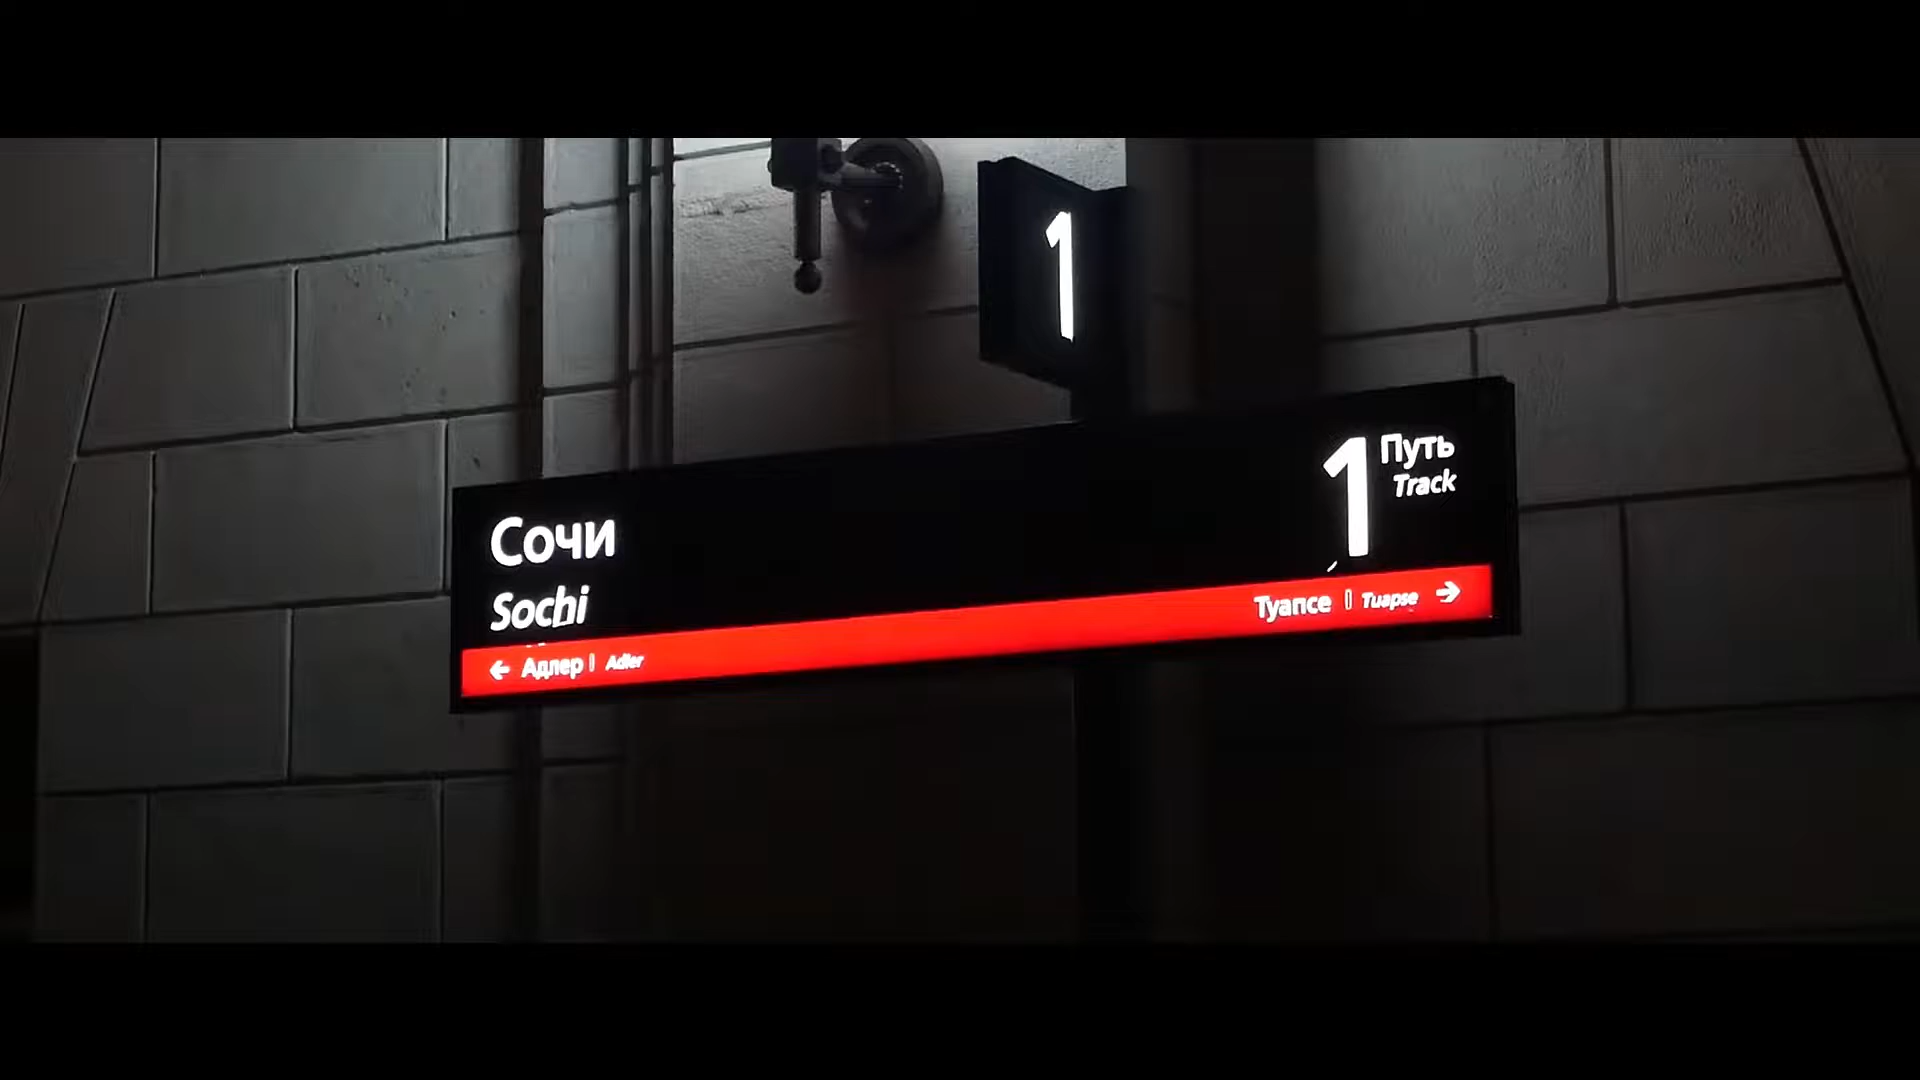 1
Сочи
Sochi
1 Путь
Track
← Адлер | Adler
Туапсе | Tuapse →